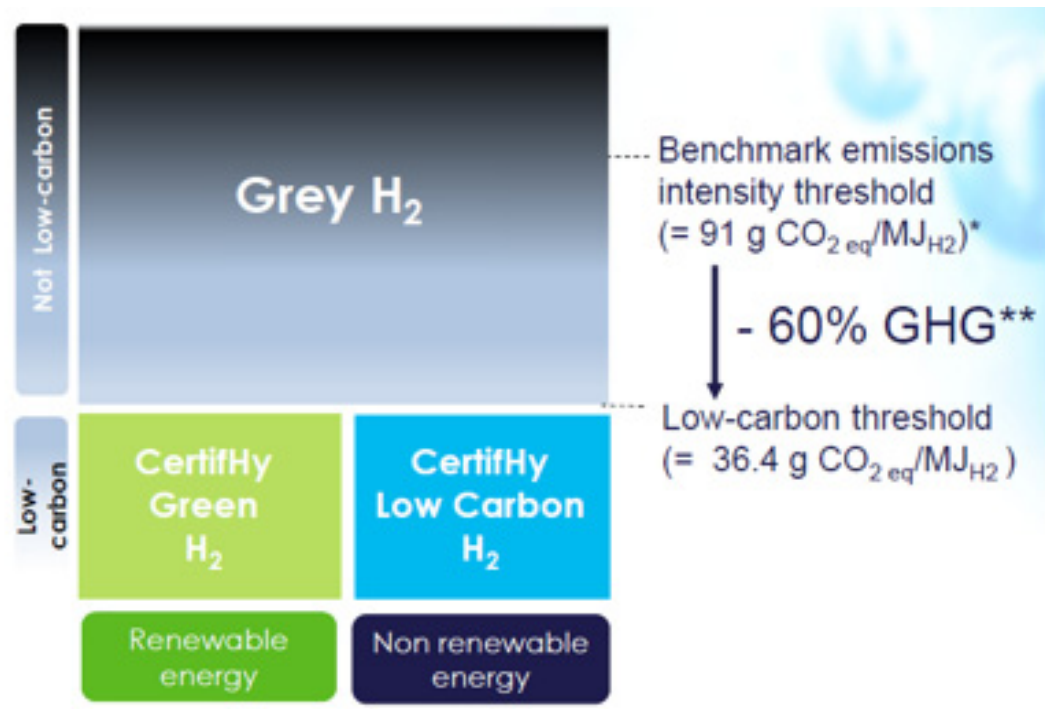 Not Low-carbon
Grey H₂
Benchmark emissions
intensity threshold
(= 91 g CO₂ eq/MJH2)*
- 60% GHG**
Low-carbon threshold
(= 36.4 g CO₂ eq/MJH2 )
Low-
carbon
CertifHy
Green
H₂
CertifHy
Low Carbon
H₂
Renewable
energy
Non renewable
energy